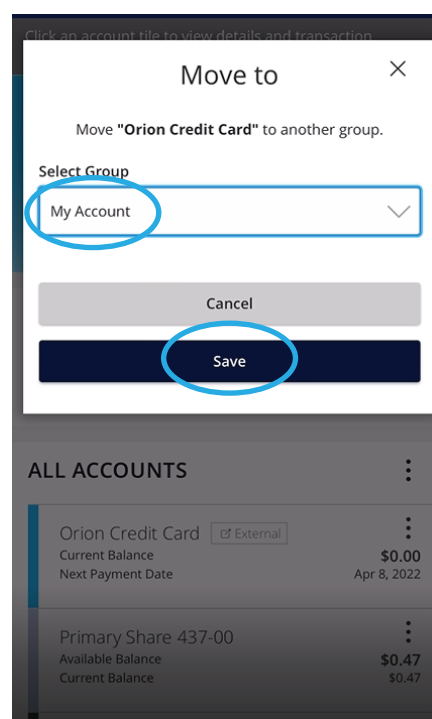 Click an account tile to view details and transaction
Move to
Move "Orion Credit Card" to another group.
Select Group
My Account
Cancel
Save
ALL ACCOUNTS
Orion Credit Card External
Current Balance $0.00
Next Payment Date Apr 8, 2022
Primary Share 437-00
Available Balance $0.47
Current Balance $0.47